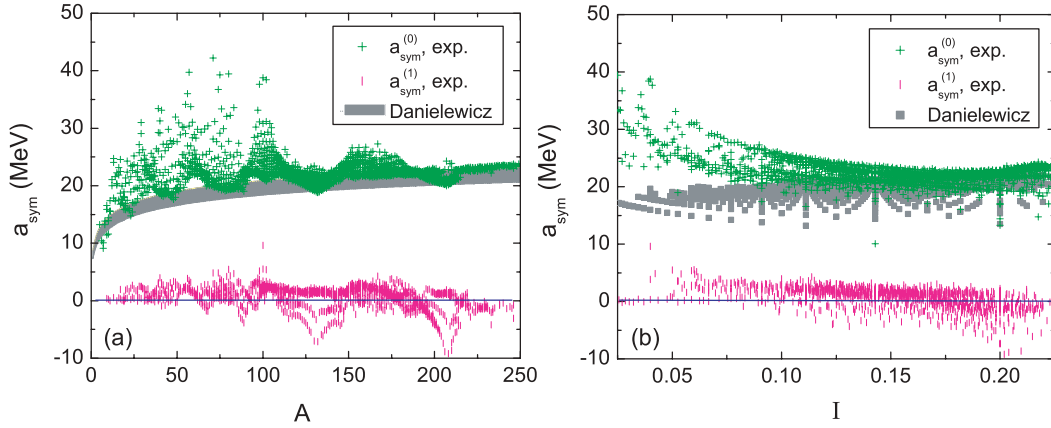 50
40
30
20
10
0
-10
a_sym (MeV)
a_sym^(0), exp.
a_sym^(1), exp.
Danielewicz
(a)
0 50 100 150 200 250
A
50
40
30
20
10
0
-10
a_sym (MeV)
a_sym^(0), exp.
a_sym^(1), exp.
Danielewicz
(b)
0.05 0.10 0.15 0.20
I